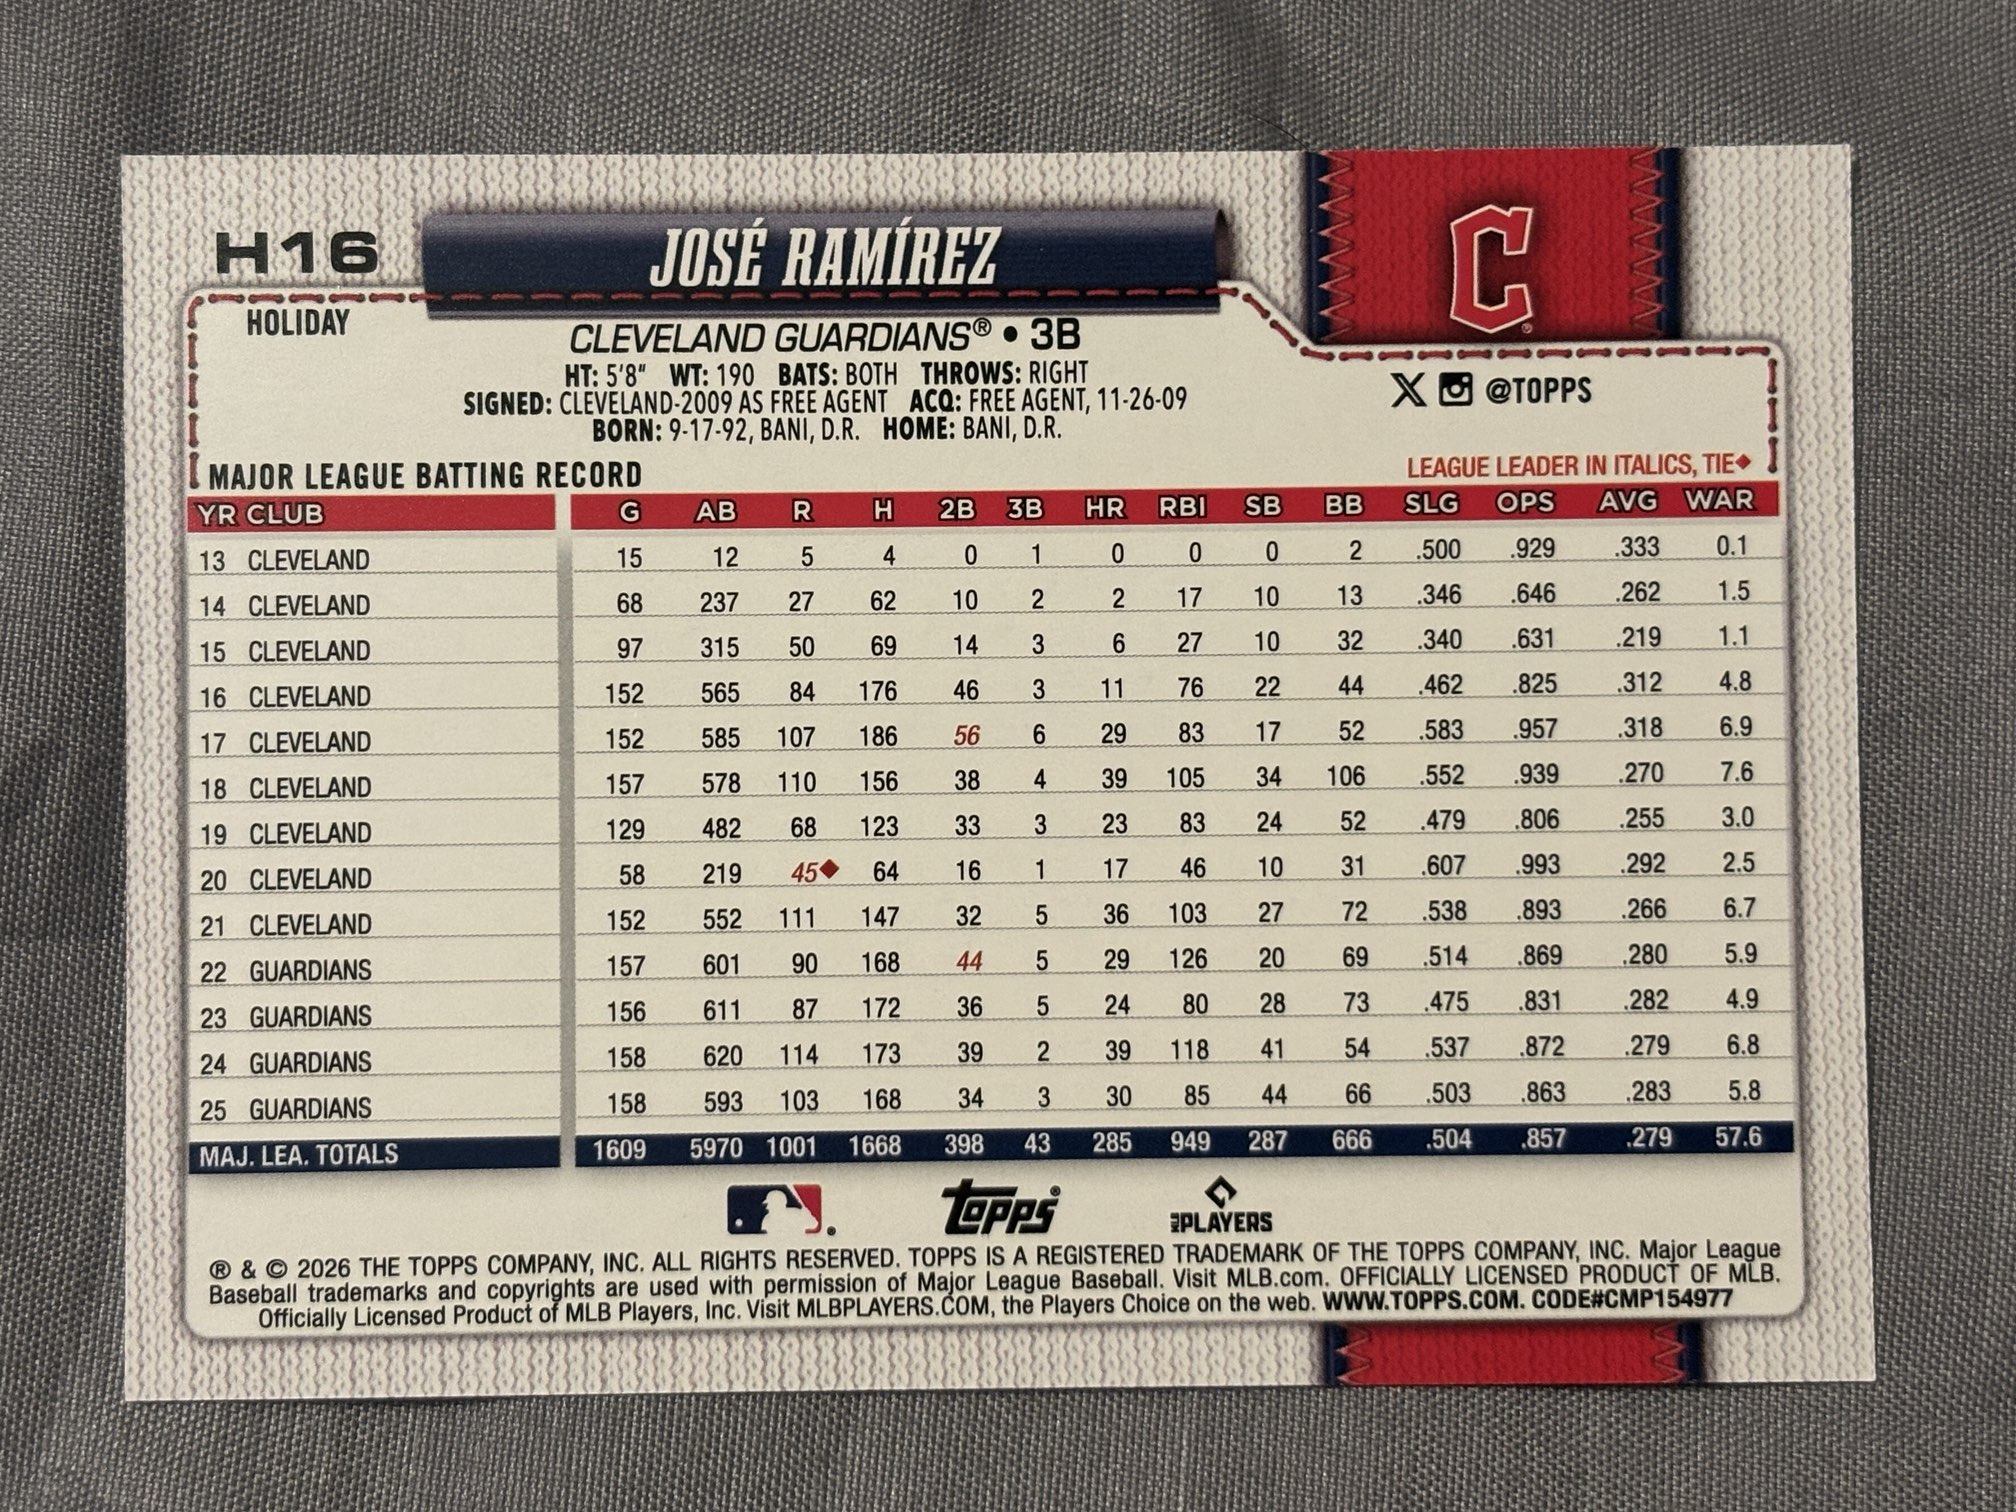 H16
JOSÉ RAMÍREZ
C
HOLIDAY
CLEVELAND GUARDIANS® • 3B
HT: 5'8" WT: 190 BATS: BOTH THROWS: RIGHT
SIGNED: CLEVELAND-2009 AS FREE AGENT ACQ: FREE AGENT, 11-26-09
BORN: 9-17-92, BANI, D.R. HOME: BANI, D.R.
@TOPPS
MAJOR LEAGUE BATTING RECORD
LEAGUE LEADER IN ITALICS, TIE◆
YR CLUB G AB R H 2B 3B HR RBI SB BB SLG OPS AVG WAR
13 CLEVELAND 15 12 5 4 0 1 0 0 0 2 .500 .929 .333 0.1
14 CLEVELAND 68 237 27 62 10 2 2 17 10 13 .346 .646 .262 1.5
15 CLEVELAND 97 315 50 69 14 3 6 27 10 32 .340 .631 .219 1.1
16 CLEVELAND 152 565 84 176 46 3 11 76 22 44 .462 .825 .312 4.8
17 CLEVELAND 152 585 107 186 56 6 29 83 17 52 .583 .957 .318 6.9
18 CLEVELAND 157 578 110 156 38 4 39 105 34 106 .552 .939 .270 7.6
19 CLEVELAND 129 482 68 123 33 3 23 83 24 52 .479 .806 .255 3.0
20 CLEVELAND 58 219 45◆ 64 16 1 17 46 10 31 .607 .993 .292 2.5
21 CLEVELAND 152 552 111 147 32 5 36 103 27 72 .538 .893 .266 6.7
22 GUARDIANS 157 601 90 168 44 5 29 126 20 69 .514 .869 .280 5.9
23 GUARDIANS 156 611 87 172 36 5 24 80 28 73 .475 .831 .282 4.9
24 GUARDIANS 158 620 114 173 39 2 39 118 41 54 .537 .872 .279 6.8
25 GUARDIANS 158 593 103 168 34 3 30 85 44 66 .503 .863 .283 5.8
MAJ. LEA. TOTALS 1609 5970 1001 1668 398 43 285 949 287 666 .504 .857 .279 57.6
Topps®
MLB PLAYERS
® & © 2026 THE TOPPS COMPANY, INC. ALL RIGHTS RESERVED. TOPPS IS A REGISTERED TRADEMARK OF THE TOPPS COMPANY, INC. Major League
Baseball trademarks and copyrights are used with permission of Major League Baseball. Visit MLB.com. OFFICIALLY LICENSED PRODUCT OF MLB.
Officially Licensed Product of MLB Players, Inc. Visit MLBPLAYERS.COM, the Players Choice on the web. WWW.TOPPS.COM. CODE#CMP154977